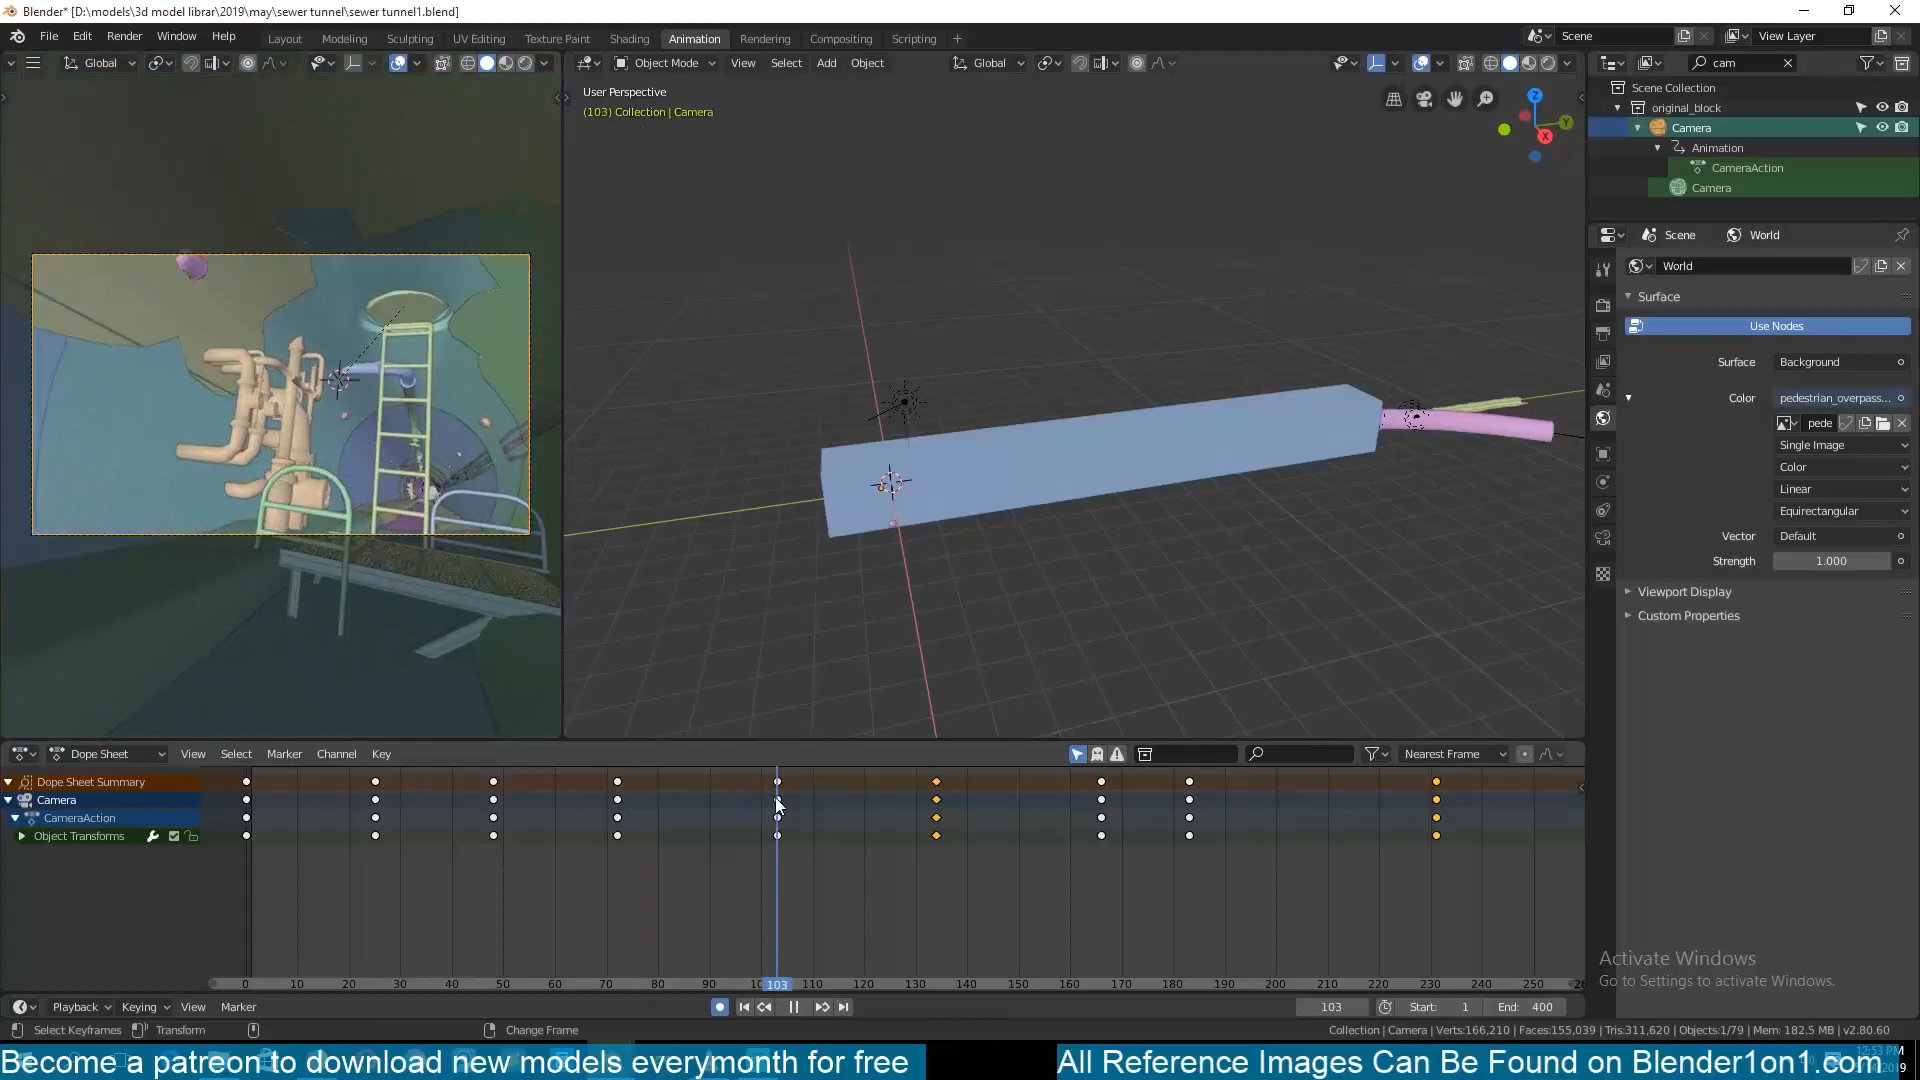 Blender* [D:\models\3d model librar\2019\may\sewer tunnel\sewer tunnel1.blend]
File Edit Render Window Help Layout Modeling Sculpting UV Editing Texture Paint Shading Animation Rendering Compositing Scripting + Scene View Layer
Global Object Mode View Select Add Object Global cam
User Perspective
(103) Collection | Camera
Z
Y
X
Scene Collection
original_block
Camera
Animation
CameraAction
Camera
Scene World
World
Surface
Use Nodes
Surface Background
Color pedestrian_overpass...
pede
Single Image
Color
Linear
Equirectangular
Vector Default
Strength 1.000
Viewport Display
Custom Properties
Dope Sheet View Select Marker Channel Key Nearest Frame
Dope Sheet Summary
Camera
CameraAction
Object Transforms
0 10 20 30 40 50 60 70 80 90 103 110 120 130 140 150 160 170 180 190 200 210 220 230 240 250
Playback Keying View Marker 103 Start: 1 End: 400
Select Keyframes Transform Change Frame Collection | Camera | Verts:166,210 | Faces:155,039 | Tris:311,620 | Objects:1/79 | Mem: 182.5 MB | v2.80.60
Activate Windows
Go to Settings to activate Windows.
Become a patreon to download new models everymonth for free All Reference Images Can Be Found on Blender1on1.com
12:53 PM